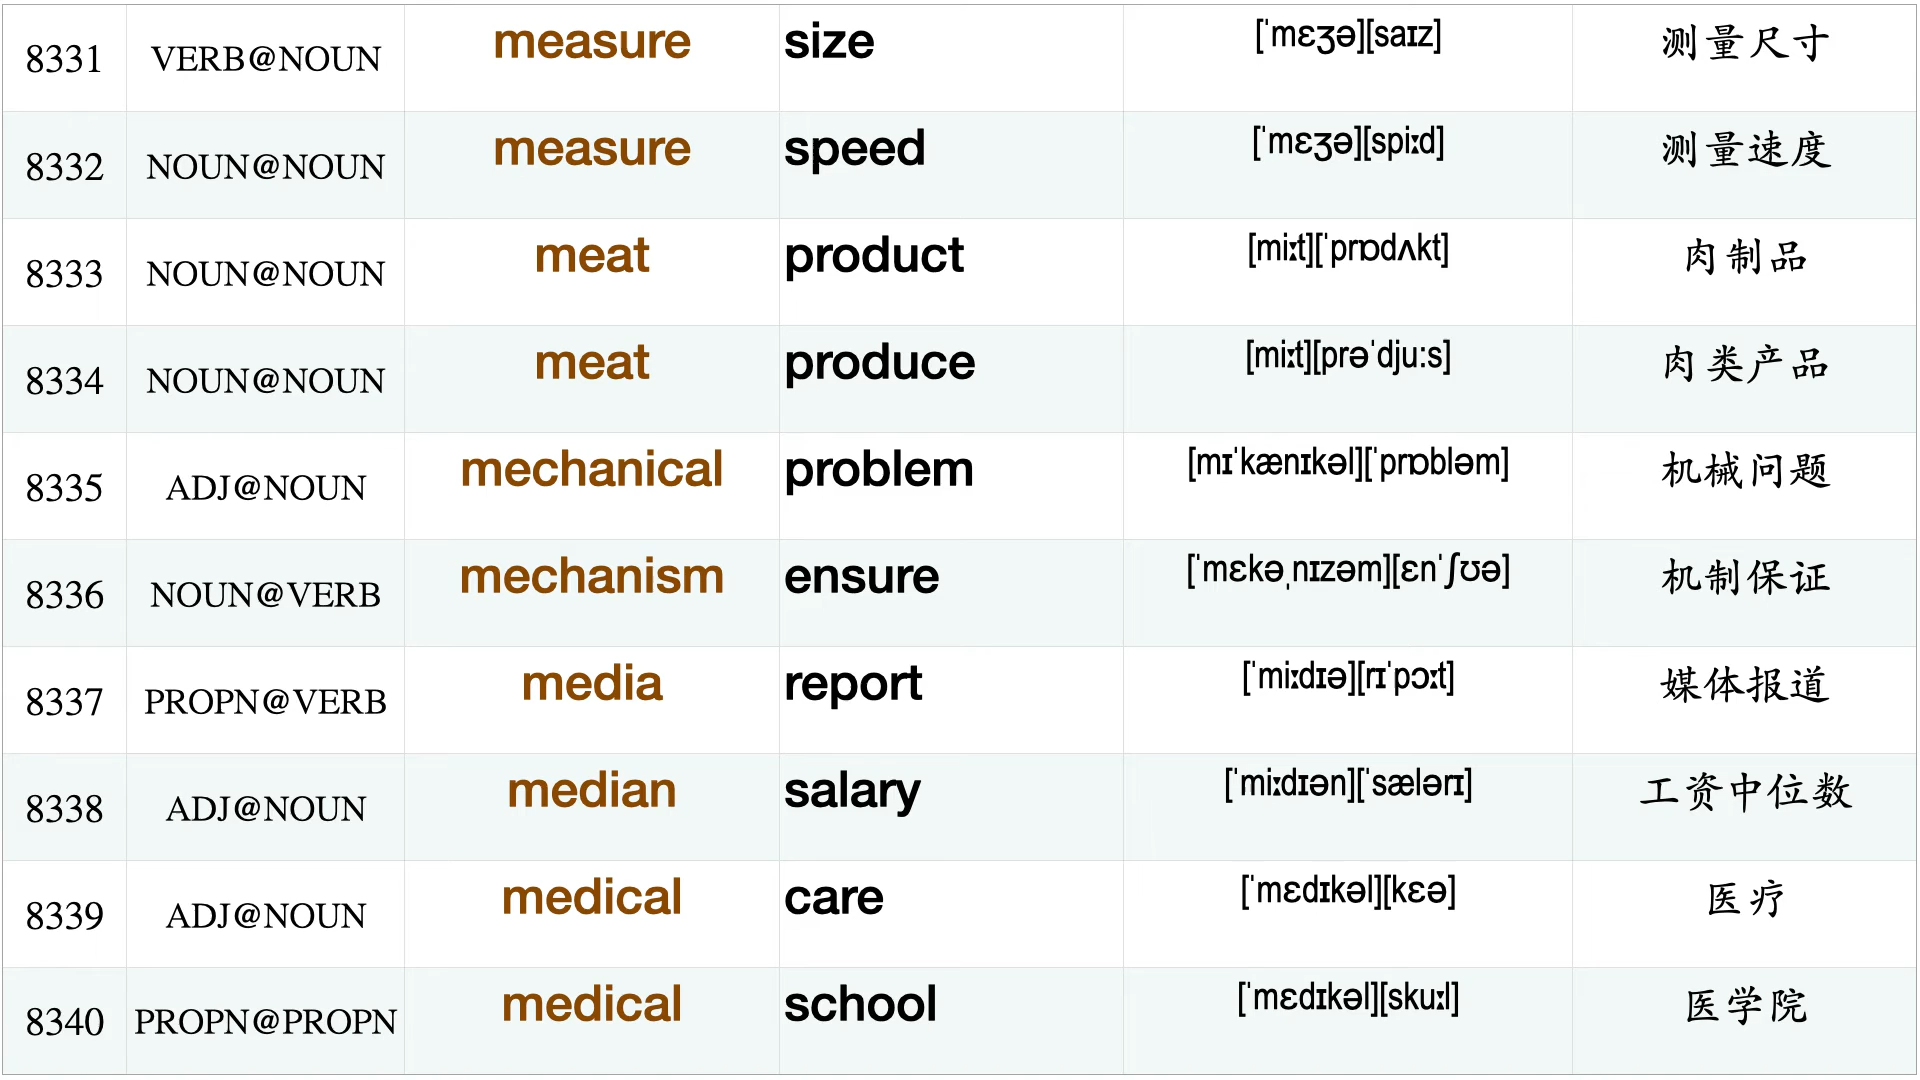 8331 VERB@NOUN measure size [ˈmɛʒə][saɪz] 测量尺寸
8332 NOUN@NOUN measure speed [ˈmɛʒə][spiːd] 测量速度
8333 NOUN@NOUN meat product [miːt][ˈprɒdʌkt] 肉制品
8334 NOUN@NOUN meat produce [miːt][prəˈdju:s] 肉类产品
8335 ADJ@NOUN mechanical problem [mɪˈkænɪkəl][ˈprɒbləm] 机械问题
8336 NOUN@VERB mechanism ensure [ˈmɛkəˌnɪzəm][ɛnˈʃʊə] 机制保证
8337 PROPN@VERB media report [ˈmiːdɪə][rɪˈpɔːt] 媒体报道
8338 ADJ@NOUN median salary [ˈmiːdɪən][ˈsælərɪ] 工资中位数
8339 ADJ@NOUN medical care [ˈmɛdɪkəl][kɛə] 医疗
8340 PROPN@PROPN medical school [ˈmɛdɪkəl][skuːl] 医学院